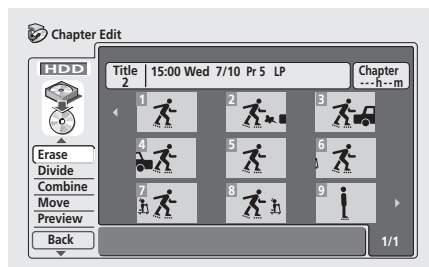 Chapter Edit
HDD
Title 2
15:00 Wed 7/10 Pr 5 LP
Chapter
---h--m
1
2
3
4
5
6
7
8
9
Erase
Divide
Combine
Move
Preview
Back
1/1